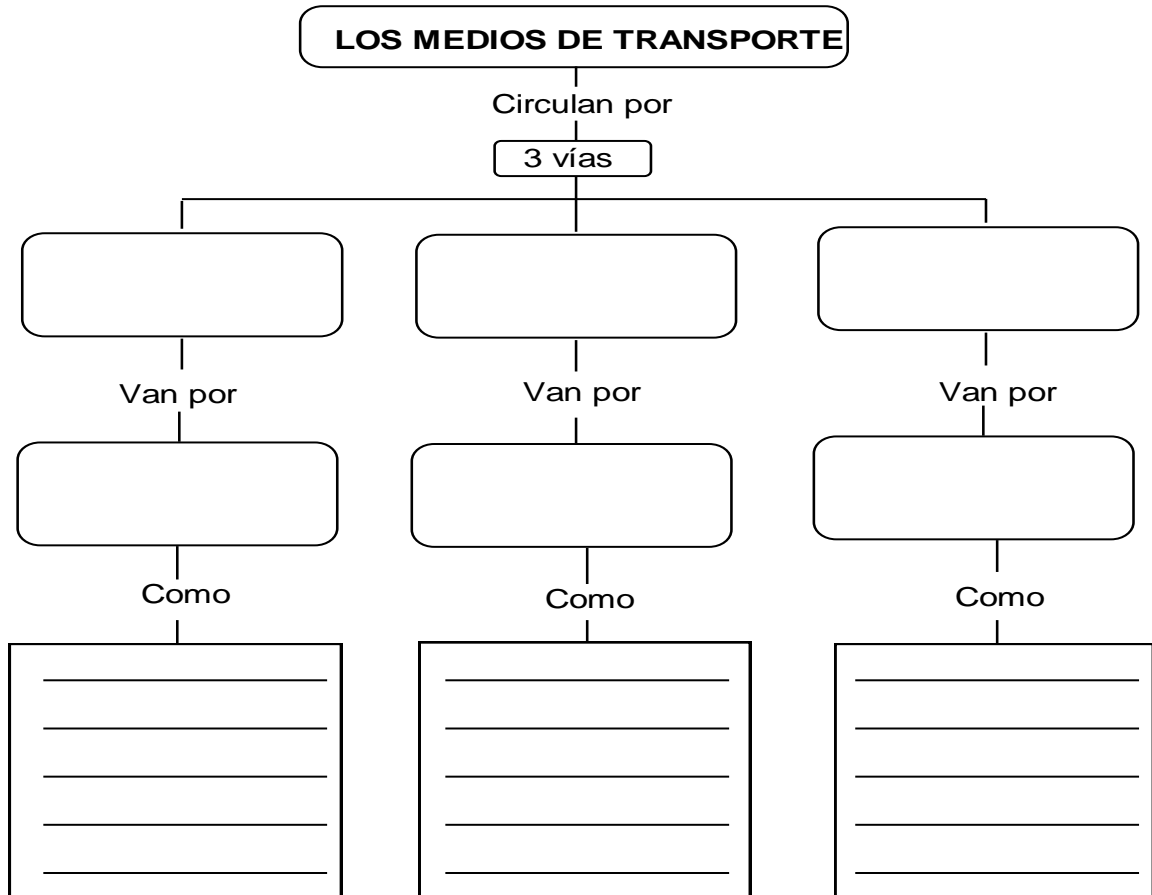 LOS MEDIOS DE TRANSPORTE
Circulan por
3 vías
Van por
Van por
Van por
Como
Como
Como